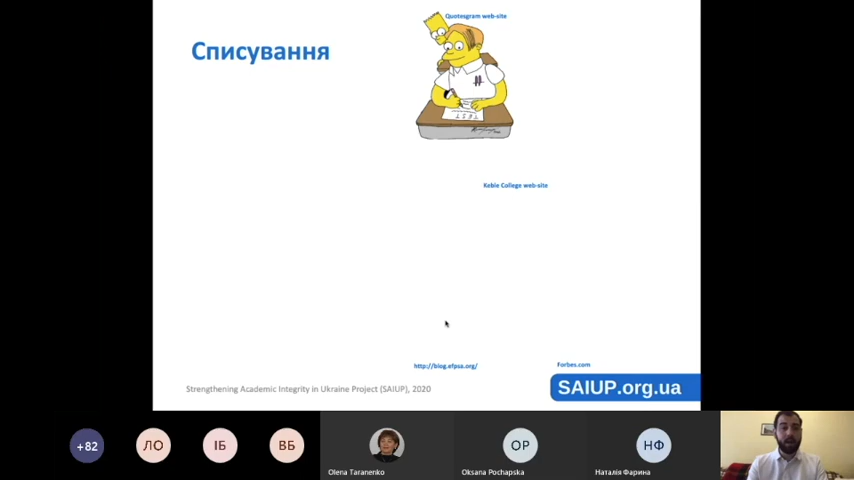 Quotesgram web-site
Списування
TEST
Keble College web-site
http://blog.efpsa.org/
Forbes.com
Strengthening Academic Integrity in Ukraine Project (SAIUP), 2020
SAIUP.org.ua
+82
ЛО
ІБ
ВБ
ОР
НФ
Olena Taranenko
Oksana Pochapska
Наталія Фарина